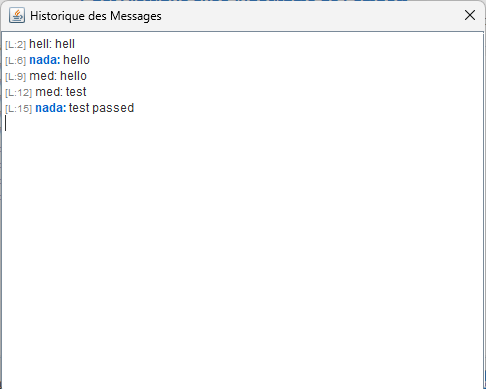 Historique des Messages
[L:2] hell: hell
[L:6] nada: hello
[L:9] med: hello
[L:12] med: test
[L:15] nada: test passed